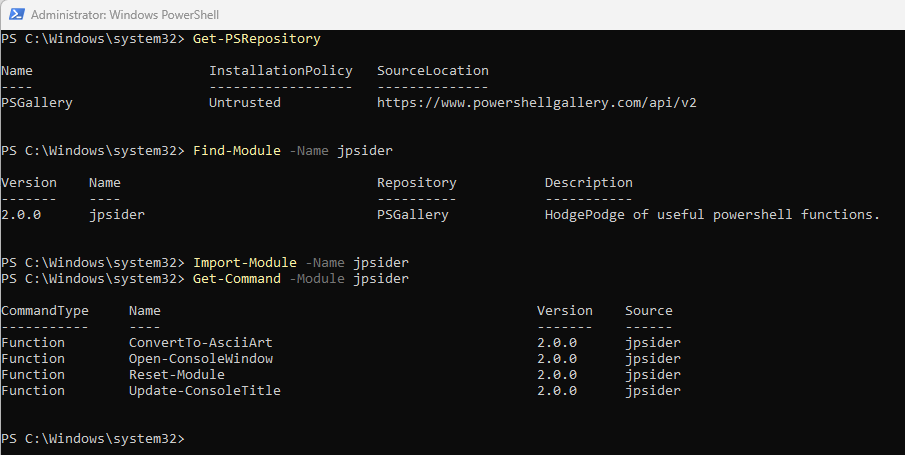 Administrator: Windows PowerShell
PS C:\Windows\system32> Get-PSRepository
Name                      InstallationPolicy   SourceLocation
----                      ------------------   --------------
PSGallery                 Untrusted            https://www.powershellgallery.com/api/v2
PS C:\Windows\system32> Find-Module -Name jpsider
Version    Name                                Repository           Description
-------    ----                                ----------           -----------
2.0.0      jpsider                             PSGallery            HodgePodge of useful powershell functions.
PS C:\Windows\system32> Import-Module -Name jpsider
PS C:\Windows\system32> Get-Command -Module jpsider
CommandType     Name                                               Version    Source
-----------     ----                                               -------    ------
Function        ConvertTo-AsciiArt                                 2.0.0      jpsider
Function        Open-ConsoleWindow                                 2.0.0      jpsider
Function        Reset-Module                                       2.0.0      jpsider
Function        Update-ConsoleTitle                                2.0.0      jpsider
PS C:\Windows\system32>